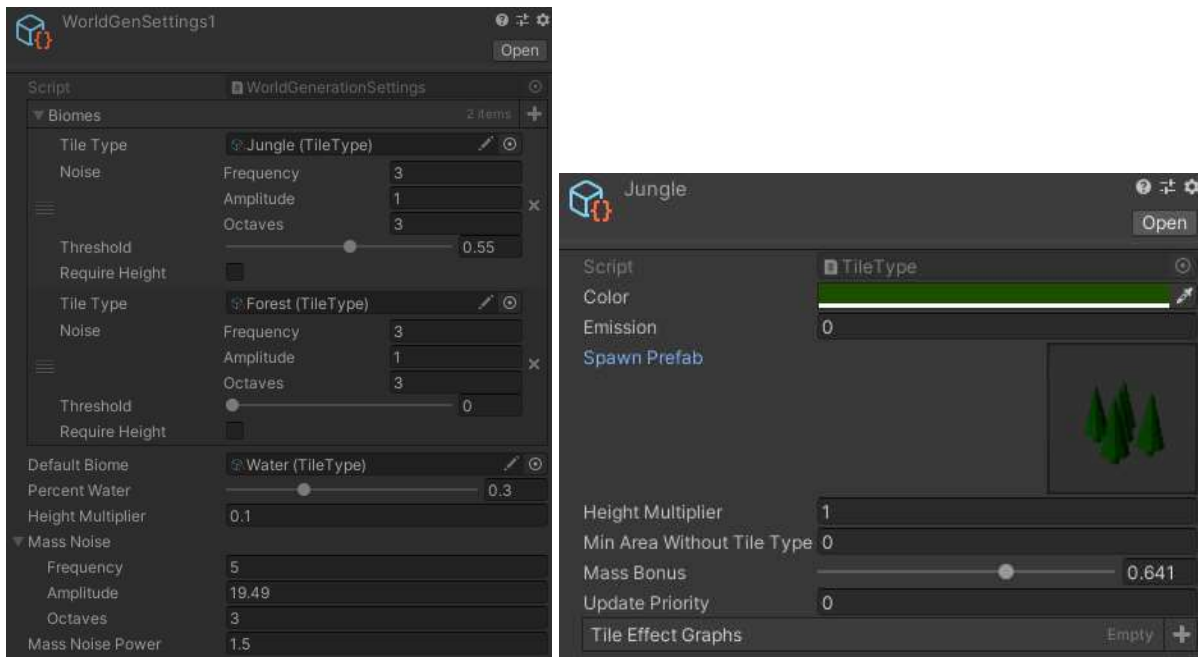 WorldGenSettings1
Open
Script WorldGenerationSettings
Biomes 2 items
Tile Type Jungle (TileType)
Noise Frequency 3
Amplitude 1
Octaves 3
Threshold 0.55
Require Height
Tile Type Forest (TileType)
Noise Frequency 3
Amplitude 1
Octaves 3
Threshold 0
Require Height
Default Biome Water (TileType)
Percent Water 0.3
Height Multiplier 0.1
Mass Noise
Frequency 5
Amplitude 19.49
Octaves 3
Mass Noise Power 1.5
Jungle
Open
Script TileType
Color
Emission 0
Spawn Prefab
Height Multiplier 1
Min Area Without Tile Type 0
Mass Bonus 0.641
Update Priority 0
Tile Effect Graphs Empty